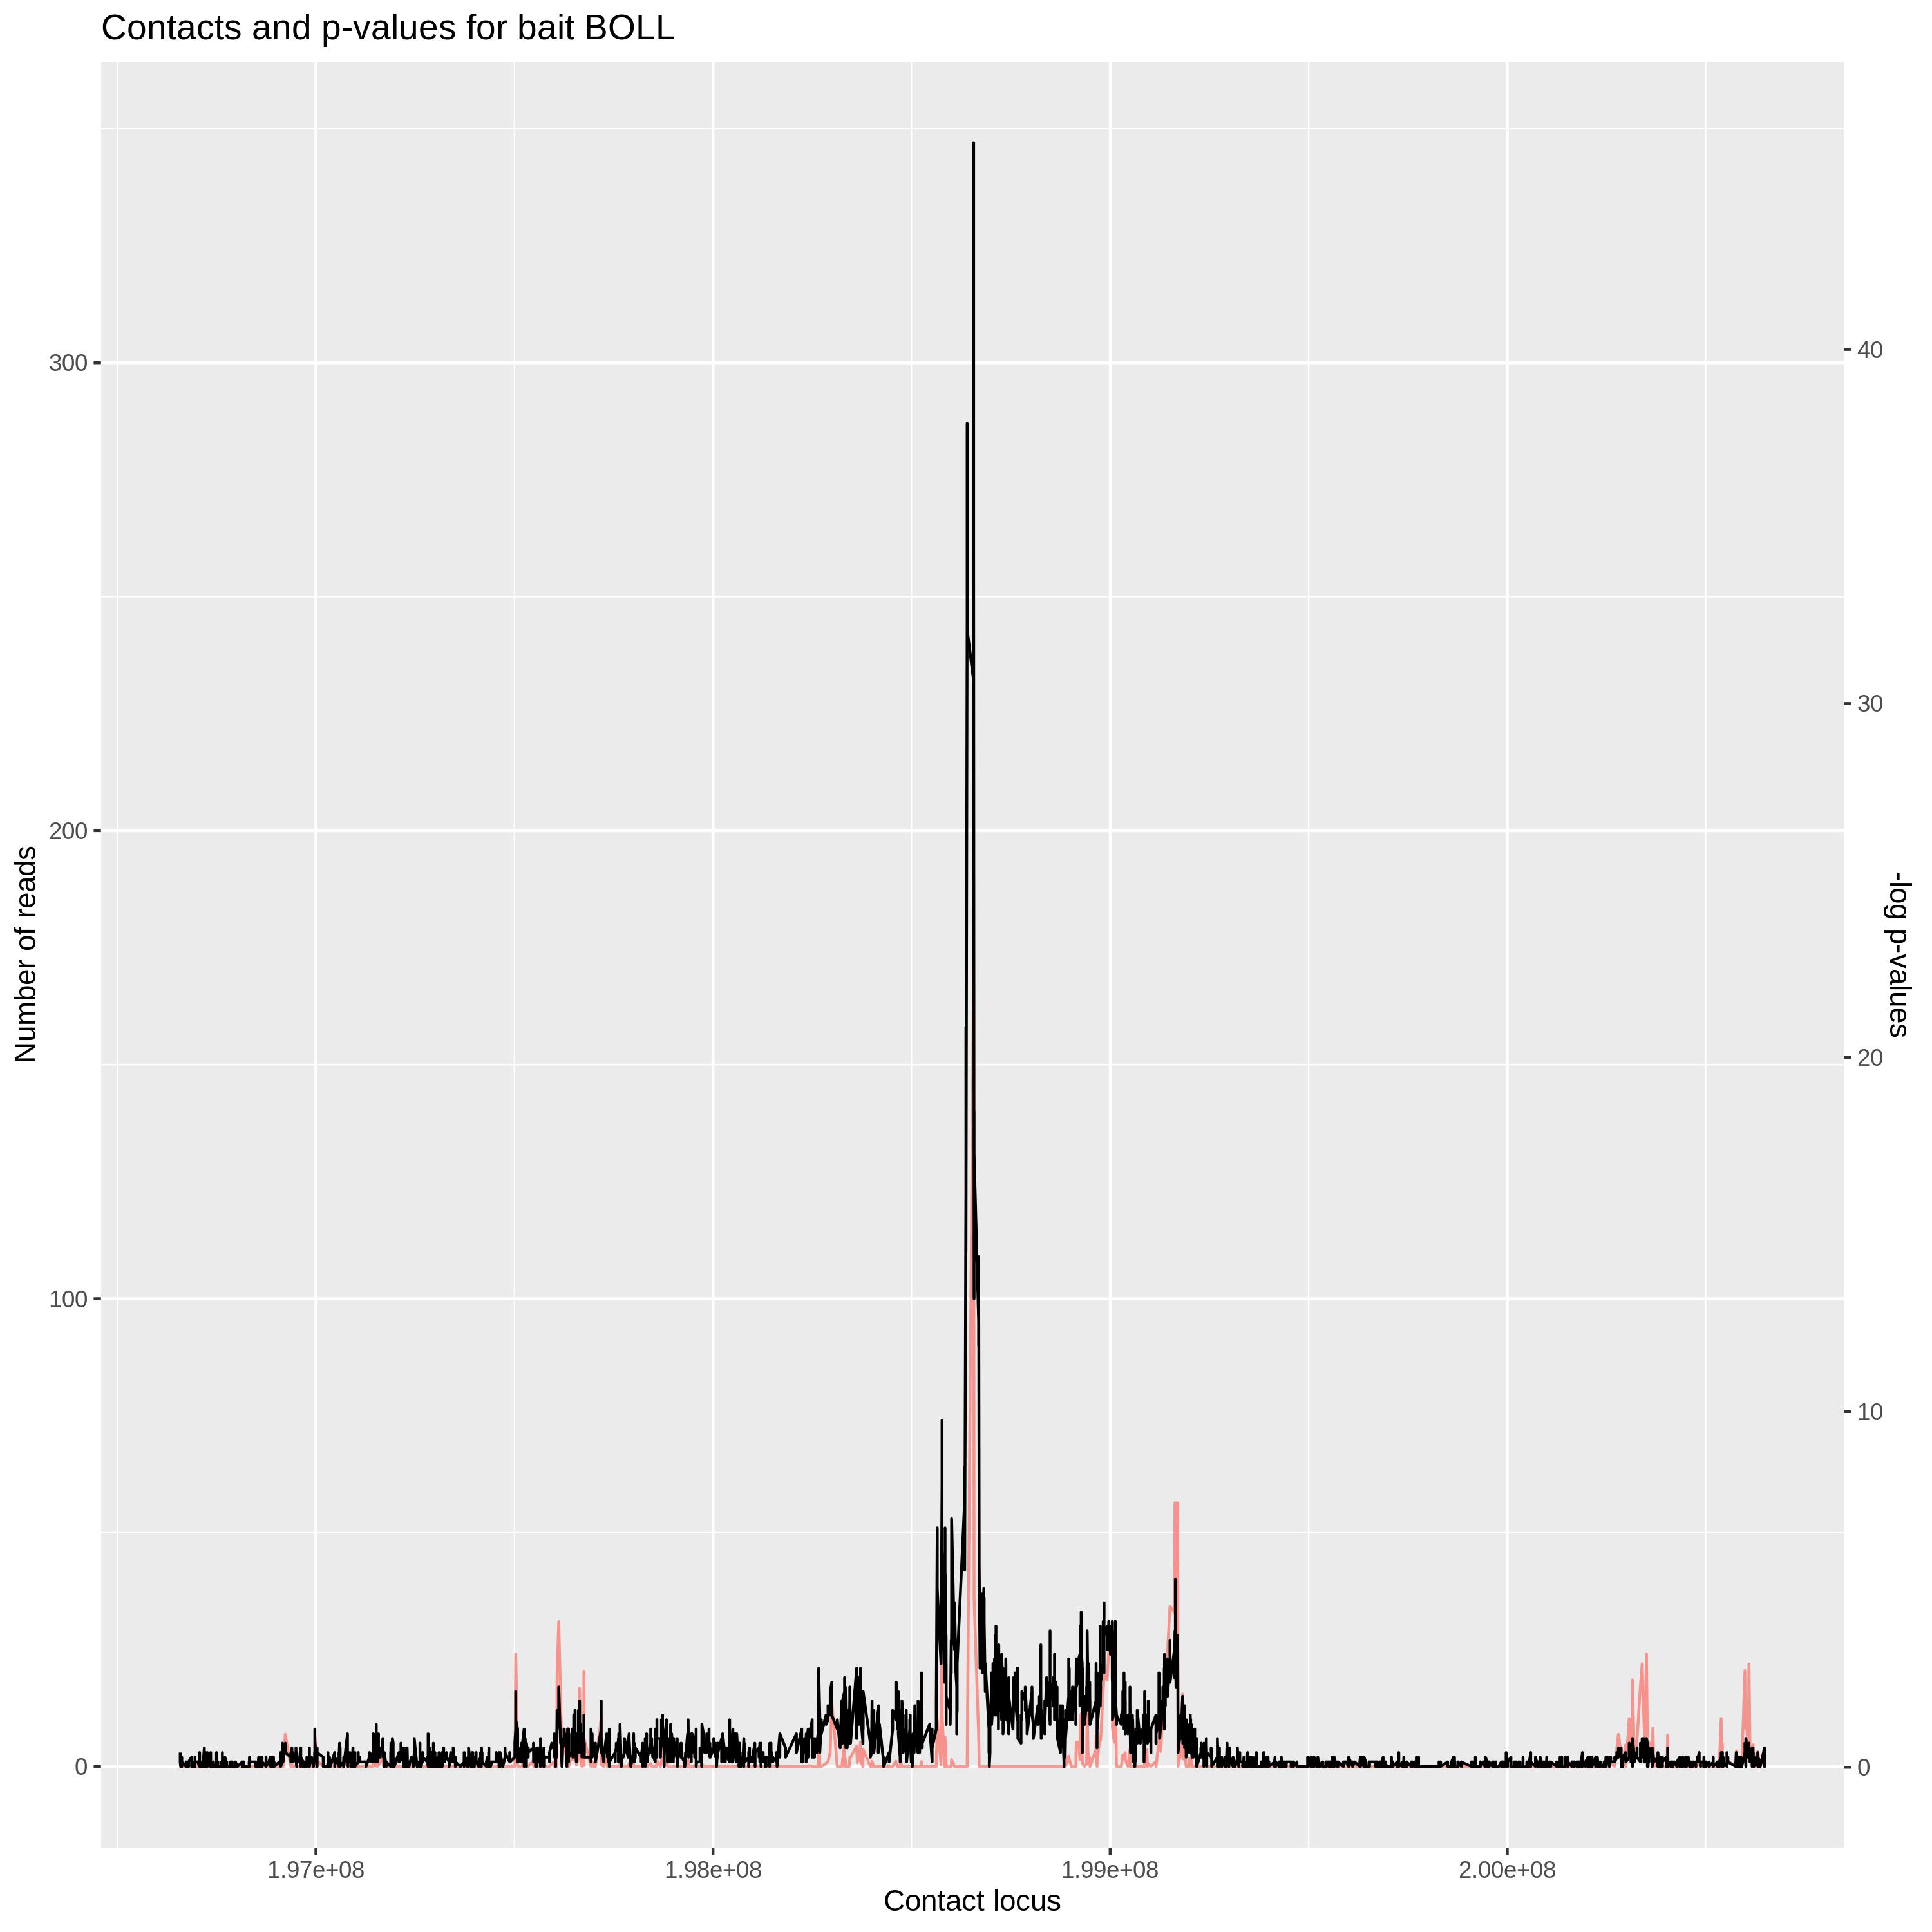 Contacts and p-values for bait BOLL
300
200
100
0
40
30
20
10
0
Number of reads
-log p-values
1.97e+08
1.98e+08
1.99e+08
2.00e+08
Contact locus